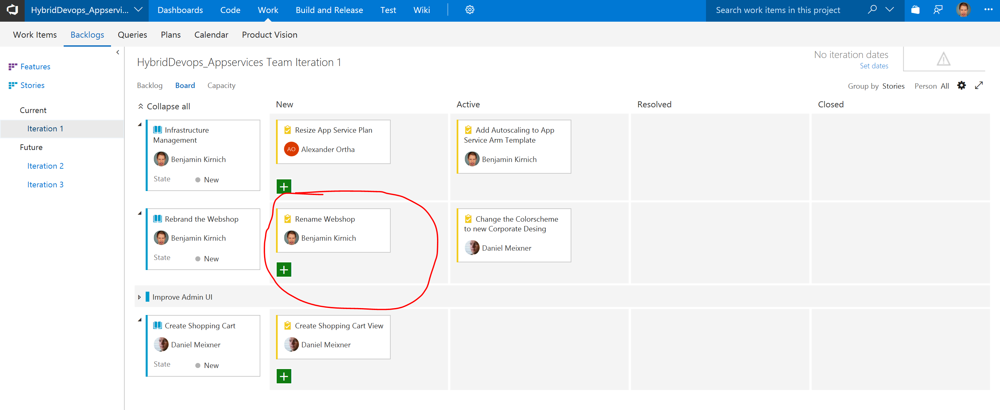 HybridDevops_Appservi...
Dashboards
Code
Work
Build and Release
Test
Wiki
Search work items in this project
Work Items
Backlogs
Queries
Plans
Calendar
Product Vision
Features
Stories
Current
Iteration 1
Future
Iteration 2
Iteration 3
HybridDevops_Appservices Team Iteration 1
No iteration dates
Set dates
Backlog
Board
Capacity
Group by Stories
Person All
Collapse all
New
Active
Resolved
Closed
Infrastructure
Management
Benjamin Kirnich
State
New
Resize App Service Plan
AO
Alexander Ortha
Add Autoscaling to App
Service Arm Template
Benjamin Kirnich
Rebrand the Webshop
Benjamin Kirnich
State
New
Rename Webshop
Benjamin Kirnich
Change the Colorscheme
to new Corporate Desing
Daniel Meixner
Improve Admin UI
Create Shopping Cart
Daniel Meixner
State
New
Create Shopping Cart View
Daniel Meixner